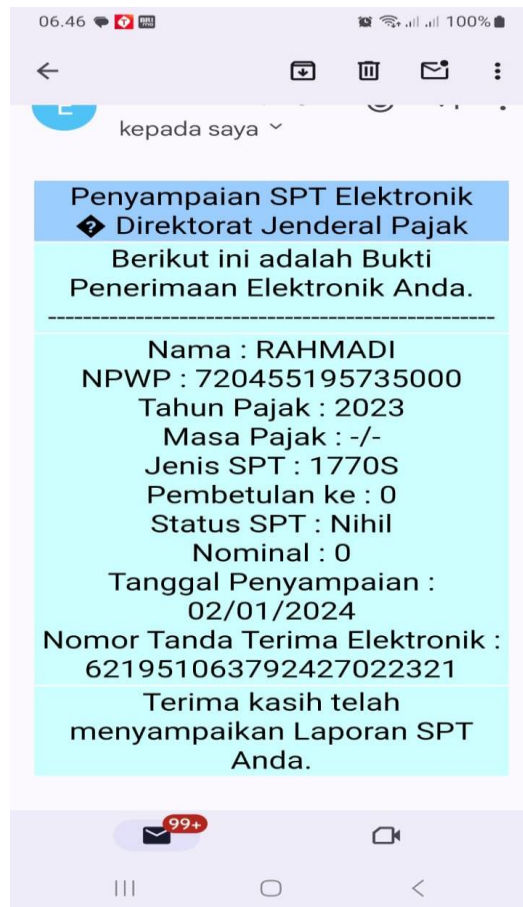 06.46
100%
kepada saya
Penyampaian SPT Elektronik
� Direktorat Jenderal Pajak
Berikut ini adalah Bukti
Penerimaan Elektronik Anda.
------------------------------------------------------
Nama : RAHMADI
NPWP : 720455195735000
Tahun Pajak : 2023
Masa Pajak : -/-
Jenis SPT : 1770S
Pembetulan ke : 0
Status SPT : Nihil
Nominal : 0
Tanggal Penyampaian :
02/01/2024
Nomor Tanda Terima Elektronik :
621951063792427022321
Terima kasih telah
menyampaikan Laporan SPT
Anda.
99+